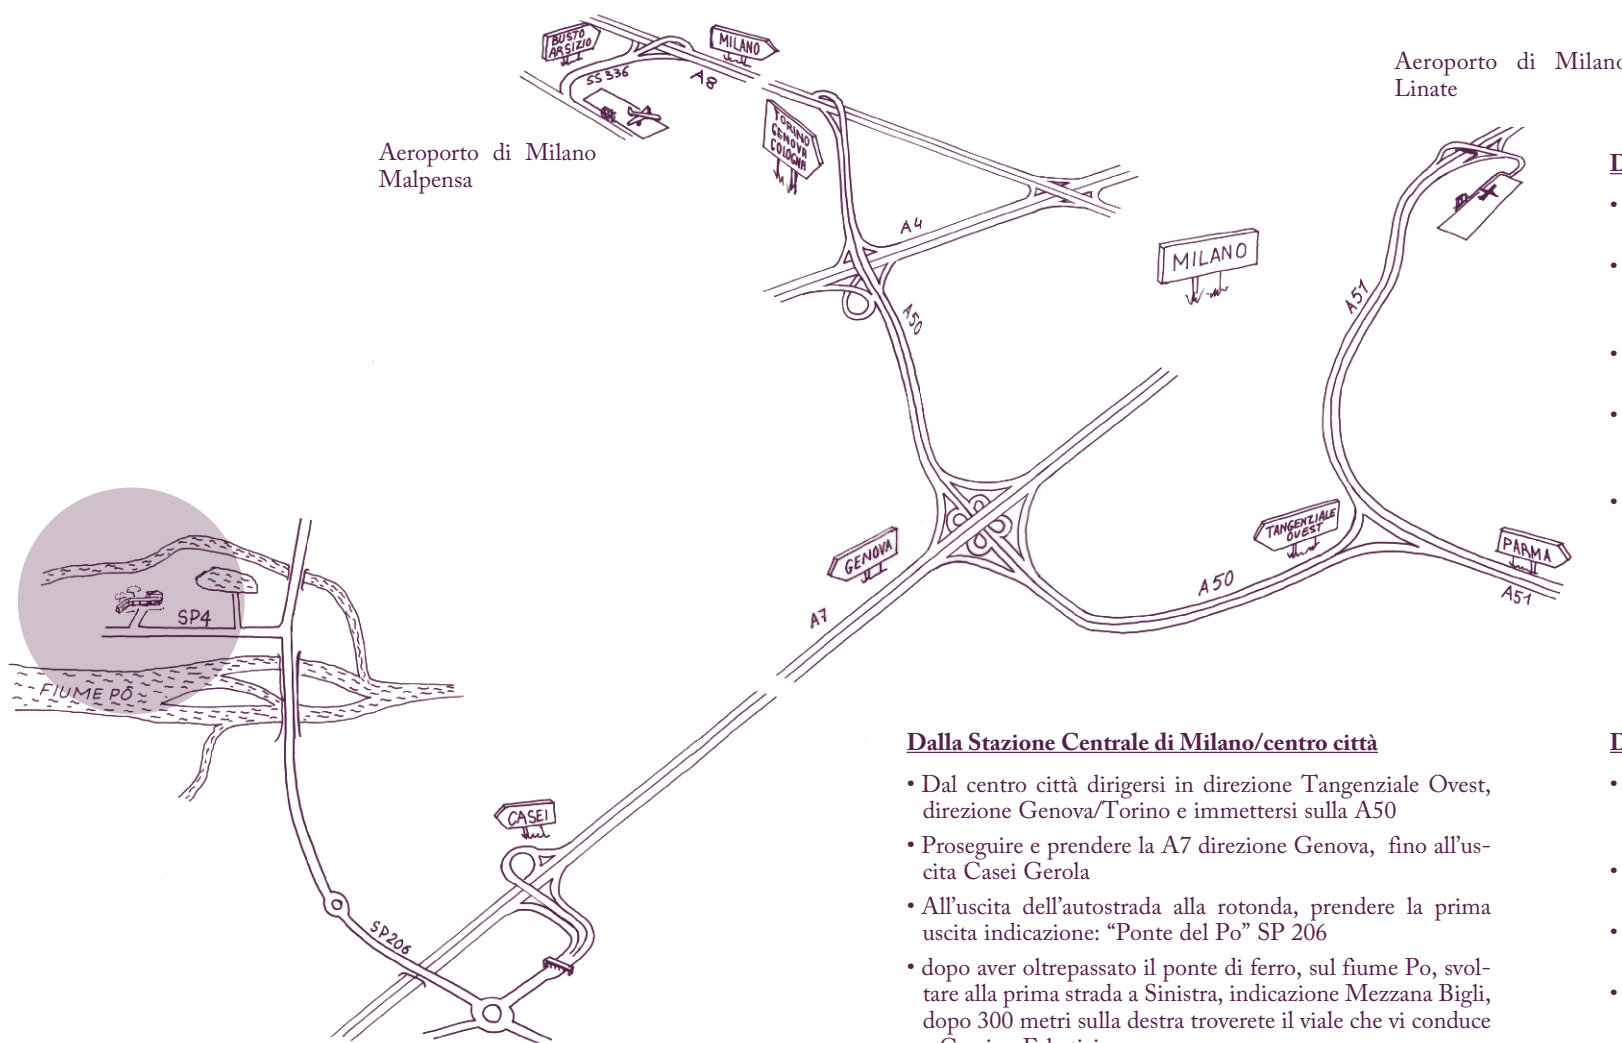 BUSTO
ARSIZIO
MILANO
SS 336
A8
Aeroporto di Milano
Malpensa
TORINO
GENOVA
BOLOGNA
Aeroporto di Milano
Linate
A4
MILANO
A50
A51
TANGENZIALE
OVEST
PARMA
A51
A50
GENOVA
A7
SP4
FIUME PÒ
CASEI
SP206
Dalla Stazione Centrale di Milano/centro città
• Dal centro città dirigersi in direzione Tangenziale Ovest,
direzione Genova/Torino e immettersi sulla A50
• Proseguire e prendere la A7 direzione Genova, fino all'us-
cita Casei Gerola
• All'uscita dell'autostrada alla rotonda, prendere la prima
uscita indicazione: “Ponte del Po” SP 206
• dopo aver oltrepassato il ponte di ferro, sul fiume Po, svol-
tare alla prima strada a Sinistra, indicazione Mezzana Bigli,
dopo 300 metri sulla destra troverete il viale che vi conduce